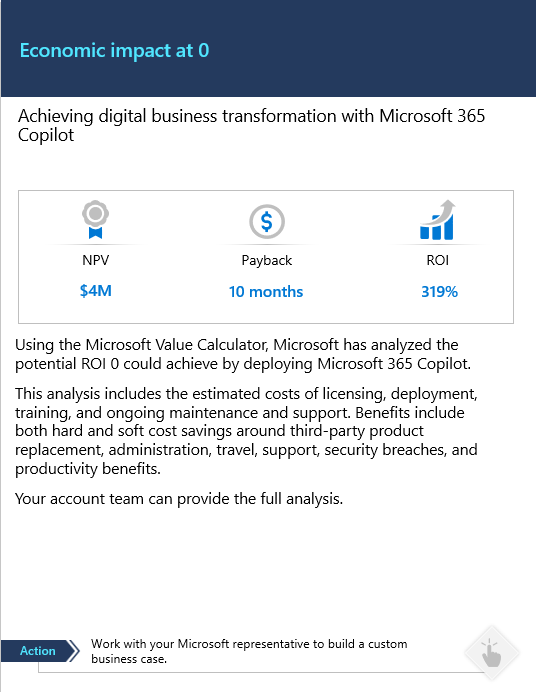 Economic impact at 0
Achieving digital business transformation with Microsoft 365
Copilot
$
NPV
Payback
ROI
$4M
10 months
319%
Using the Microsoft Value Calculator, Microsoft has analyzed the
potential ROI 0 could achieve by deploying Microsoft 365 Copilot.
This analysis includes the estimated costs of licensing, deployment,
training, and ongoing maintenance and support. Benefits include
both hard and soft cost savings around third-party product
replacement, administration, travel, support, security breaches, and
productivity benefits.
Your account team can provide the full analysis.
Action
Work with your Microsoft representative to build a custom
business case.